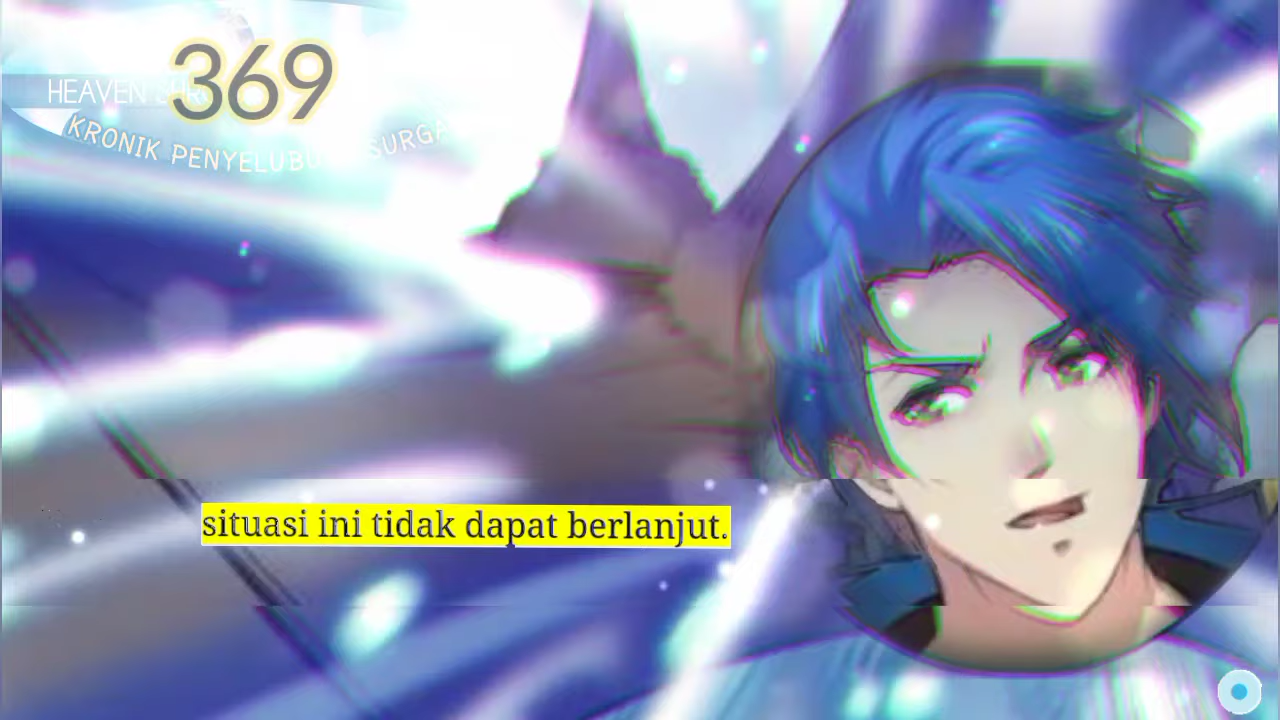 369
HEAVEN
KRONIK PENYELUBU SURGA
situasi ini tidak dapat berlanjut.